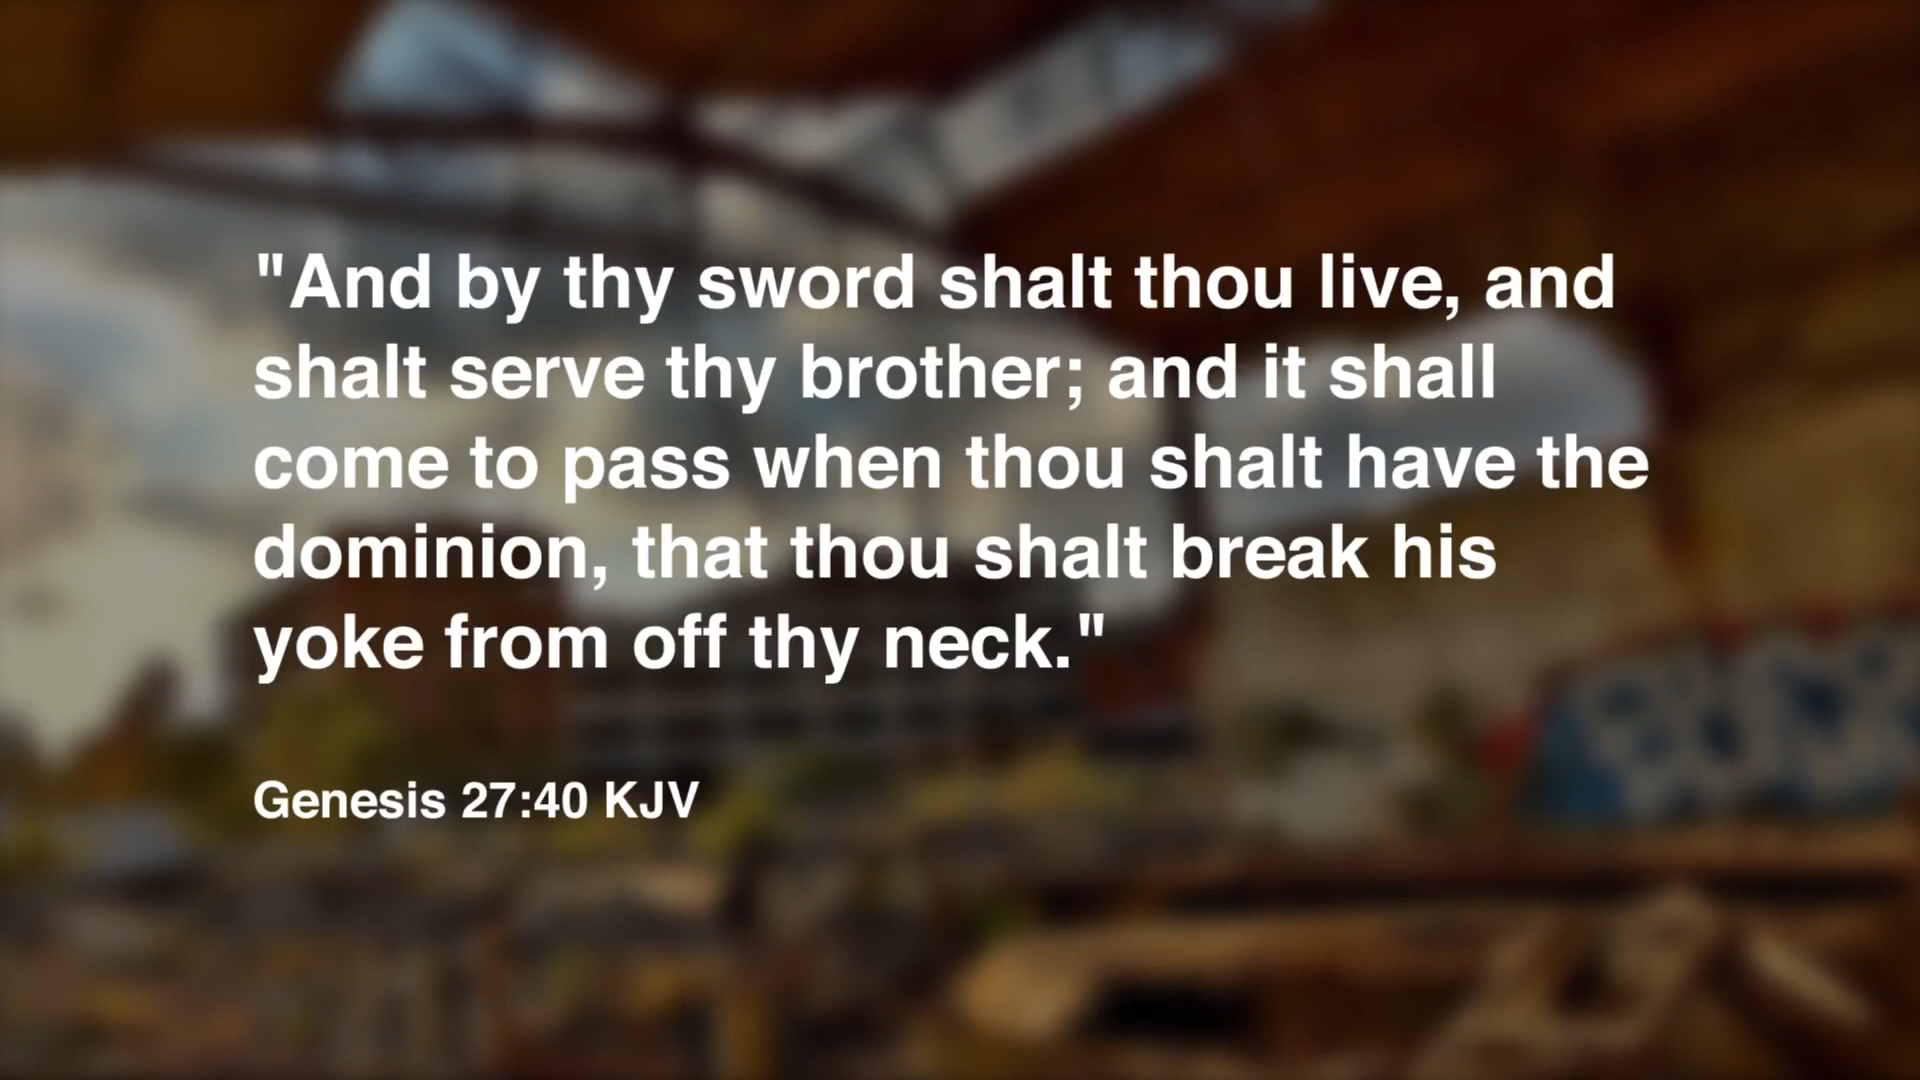 "And by thy sword shalt thou live, and
shalt serve thy brother; and it shall
come to pass when thou shalt have the
dominion, that thou shalt break his
yoke from off thy neck."
Genesis 27:40 KJV